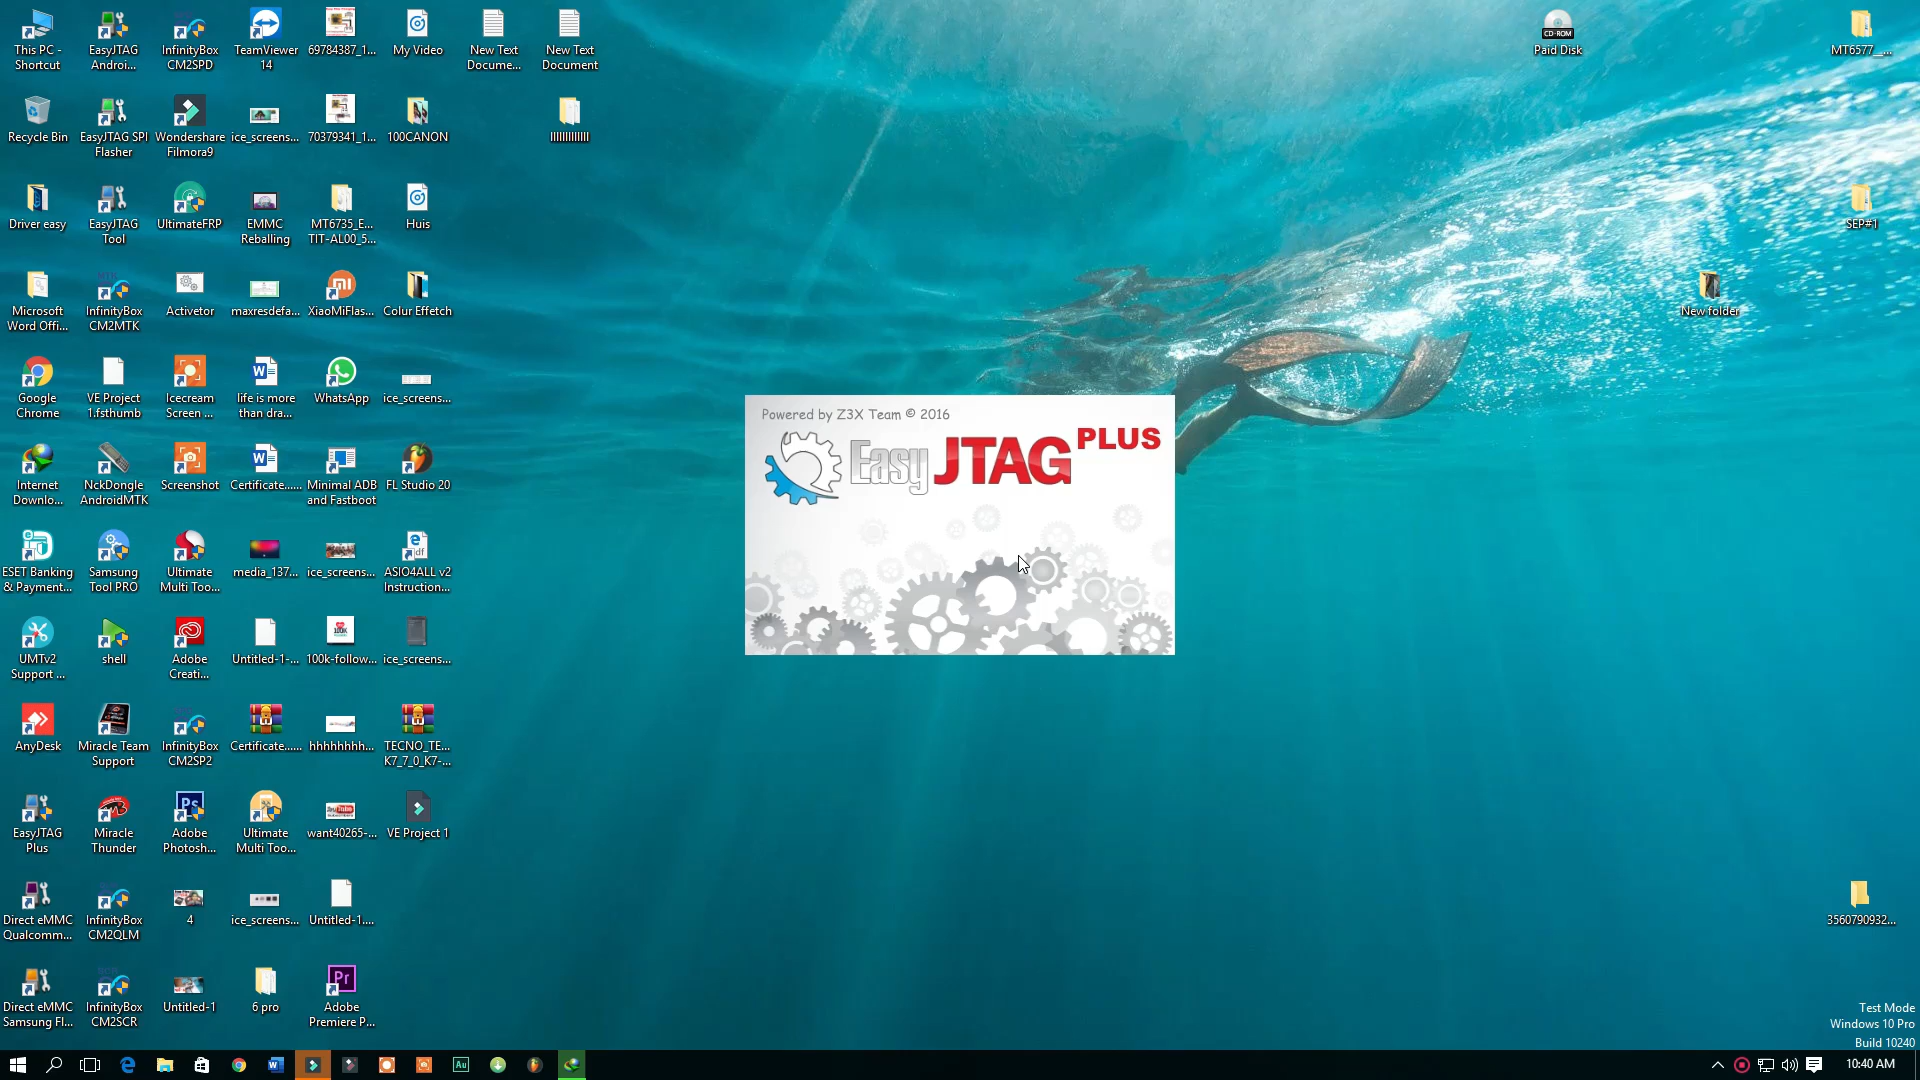 This PC -
Shortcut
EasyJTAG
Androi...
InfinityBox
CM2SPD
TeamViewer
14
69784387_1...
My Video
New Text
Docume...
New Text
Document
Paid Disk
CD-ROM
MT6577__...
Recycle Bin
EasyJTAG SPI
Flasher
Wondershare
Filmora9
ice_screens...
70379341_1...
100CANON
llllllllllllll
Driver easy
EasyJTAG
Tool
UltimateFRP
EMMC
Reballing
MT6735_E...
TIT-AL00_5...
Huis
SEP#1
Microsoft
Word Offi...
InfinityBox
CM2MTK
Activetor
maxresdefa...
XiaoMiFlas...
Colur Effetch
New folder
Google
Chrome
VE Project
1.fsthumb
Icecream
Screen ...
life is more
than dra...
WhatsApp
ice_screens...
Internet
Downlo...
NckDongle
AndroidMTK
Screenshot
Certificate......
Minimal ADB
and Fastboot
FL Studio 20
Powered by Z3X Team © 2016
Easy JTAG PLUS
ESET Banking
& Payment...
Samsung
Tool PRO
Ultimate
Multi Too...
media_137...
ice_screens...
ASIO4ALL v2
Instruction...
UMTv2
Support ...
shell
Adobe
Creati...
Untitled-1-...
100k-follow...
ice_screens...
AnyDesk
Miracle Team
Support
InfinityBox
CM2SP2
Certificate......
hhhhhhhh...
TECNO_TE...
K7_7_0_K7-...
EasyJTAG
Plus
Miracle
Thunder
Adobe
Photosh...
Ultimate
Multi Too...
want40265-...
VE Project 1
Direct eMMC
Qualcomm...
InfinityBox
CM2QLM
4
ice_screens...
Untitled-1....
3560790932...
Direct eMMC
Samsung Fl...
InfinityBox
CM2SCR
Untitled-1
6 pro
Adobe
Premiere P...
Test Mode
Windows 10 Pro
Build 10240
10:40 AM